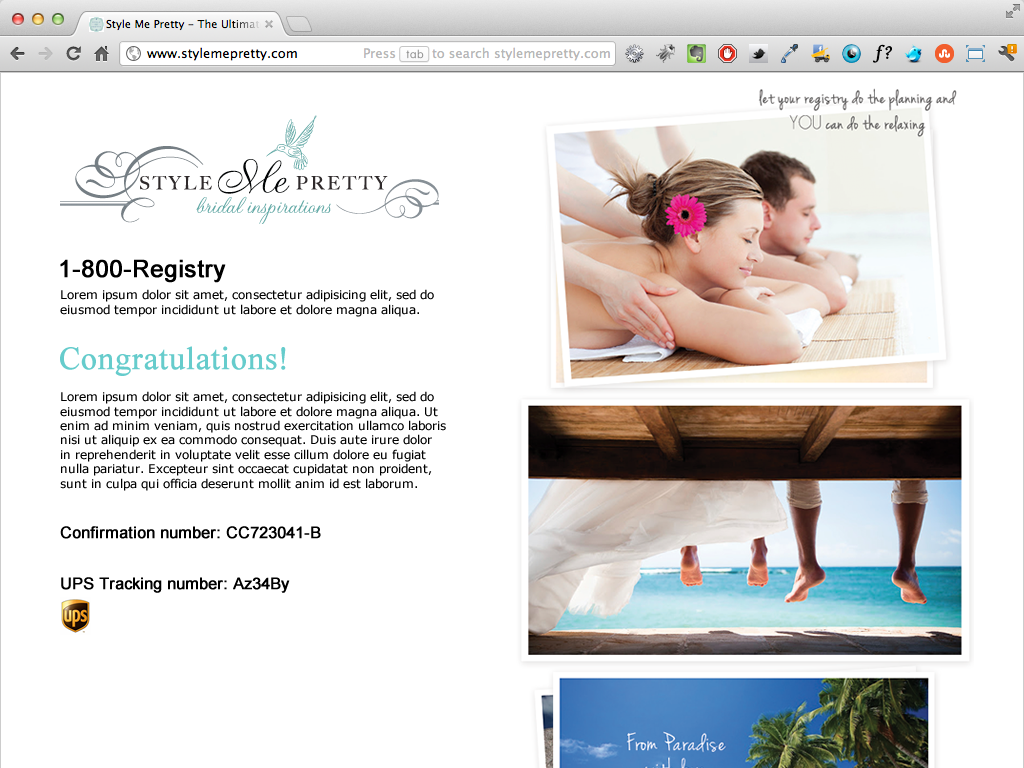 Style Me Pretty – The Ultimat
www.stylemepretty.com Press tab to search stylemepretty.com
f?
let your registry do the planning and
YOU can do the relaxing
STYLE Me PRETTY
bridal inspirations
1-800-Registry
Lorem ipsum dolor sit amet, consectetur adipisicing elit, sed do
eiusmod tempor incididunt ut labore et dolore magna aliqua.
Congratulations!
Lorem ipsum dolor sit amet, consectetur adipisicing elit, sed do
eiusmod tempor incididunt ut labore et dolore magna aliqua. Ut
enim ad minim veniam, quis nostrud exercitation ullamco laboris
nisi ut aliquip ex ea commodo consequat. Duis aute irure dolor
in reprehenderit in voluptate velit esse cillum dolore eu fugiat
nulla pariatur. Excepteur sint occaecat cupidatat non proident,
sunt in culpa qui officia deserunt mollit anim id est laborum.
Confirmation number: CC723041-B
UPS Tracking number: Az34By
ups
From Paradise